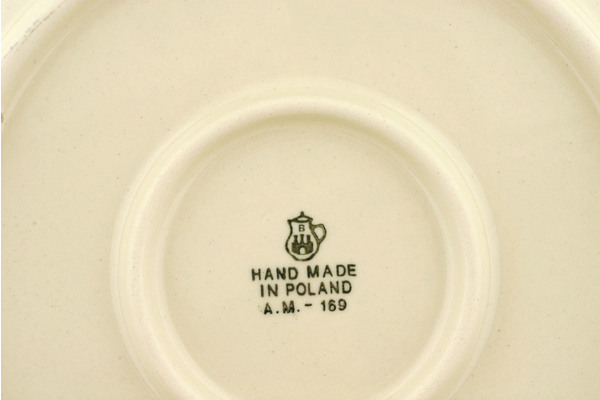 B
HAND MADE
IN POLAND
A.M.- 169